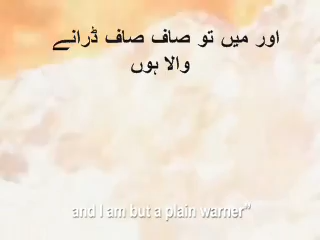 اور میں تو صاف صاف ڈرانے
والا ہوں
and I am but a plain warner"